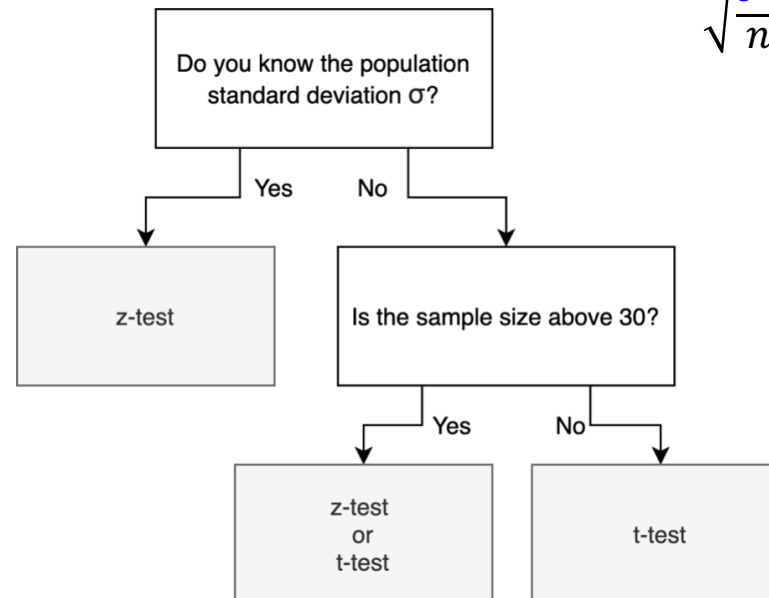 n
Do you know the population
standard deviation σ?
Yes
No
z-test
Is the sample size above 30?
Yes
No
z-test
or
t-test
t-test